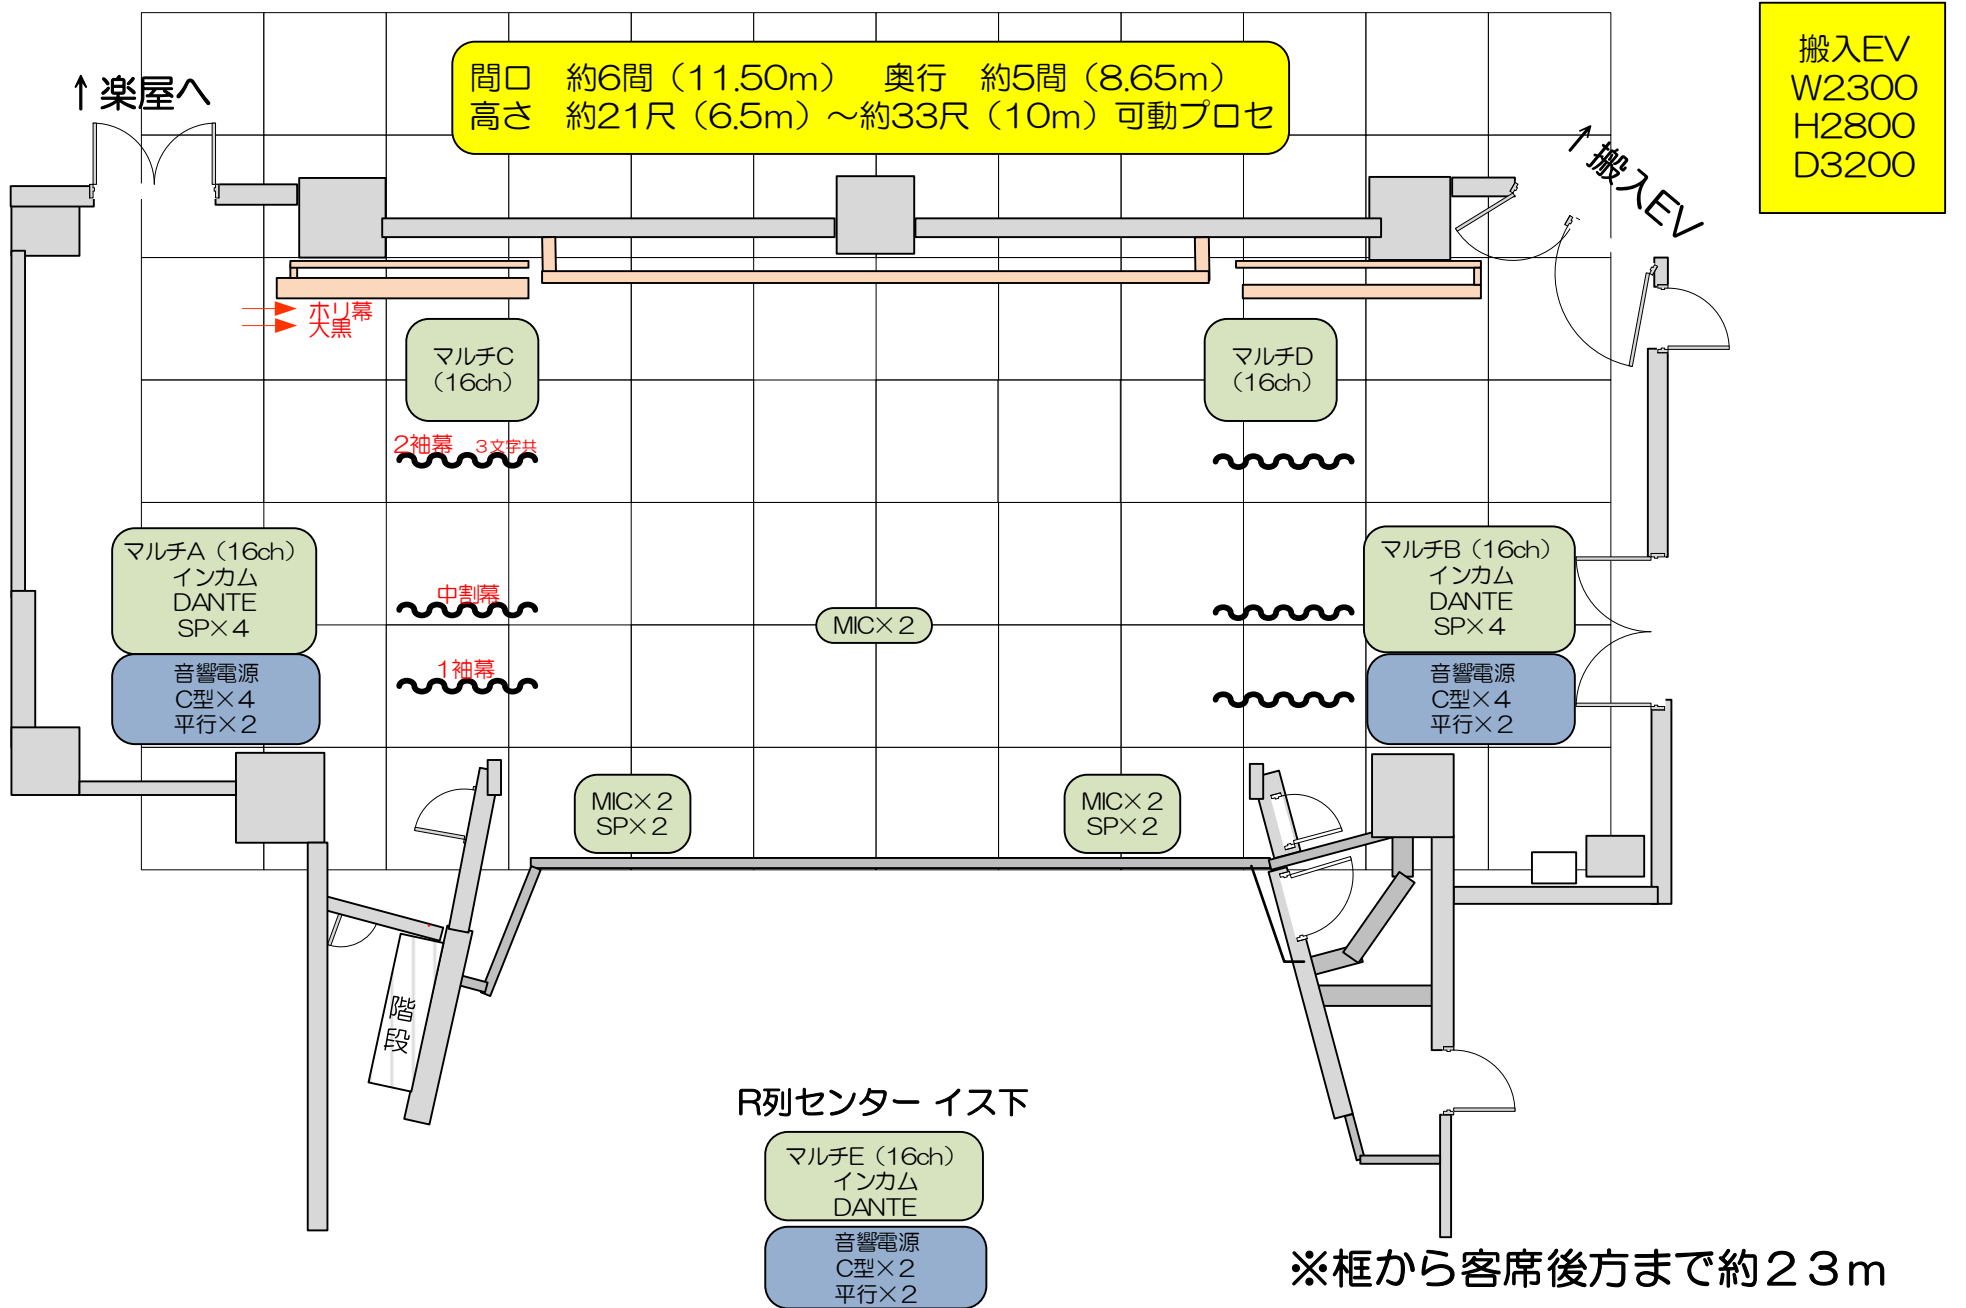 間口　約6間（11.50m）　奥行　約5間（8.65m）
高さ　約21尺（6.5m）～約33尺（10m）可動プロセ
搬入EV
W2300
H2800
D3200
↑楽屋へ
↑搬入EV
ホリ幕
大黒
マルチC
（16ch）
マルチD
（16ch）
2袖幕　３文字共
マルチA（16ch）
インカム
DANTE
SP×4
音響電源
C型×4
平行×2
中割幕
MIC×2
1袖幕
マルチB（16ch）
インカム
DANTE
SP×4
音響電源
C型×4
平行×2
MIC×2
SP×2
MIC×2
SP×2
階段
R列センター イス下
マルチE（16ch）
インカム
DANTE
音響電源
C型×2
平行×2
※框から客席後方まで約２３ｍ